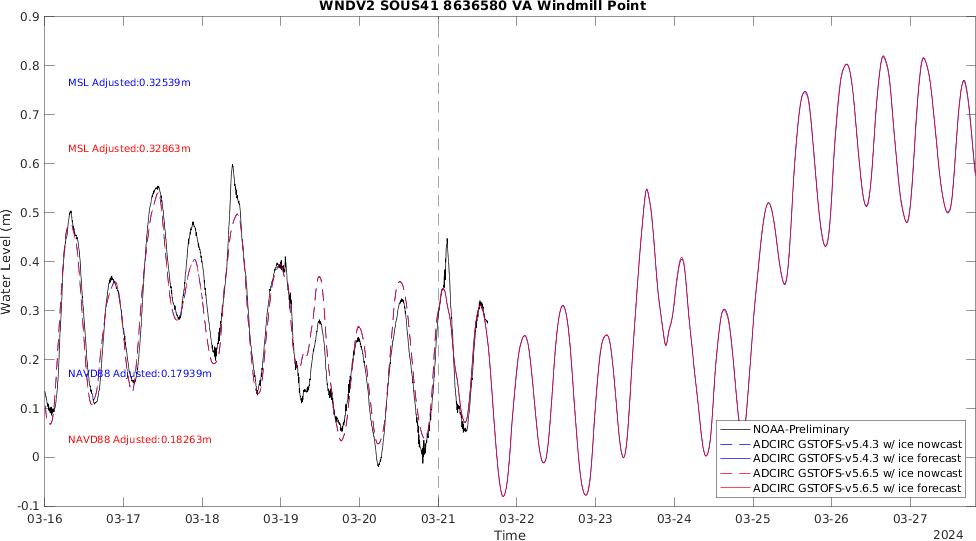 WNDV2 SOUS41 8636580 VA Windmill Point
0.9
0.8
0.7
0.6
0.5
0.4
0.3
0.2
0.1
0
-0.1
Water Level (m)
MSL Adjusted:0.32539m
MSL Adjusted:0.32863m
NAVD88 Adjusted:0.17939m
NAVD88 Adjusted:0.18263m
NOAA-Preliminary
ADCIRC GSTOFS-v5.4.3 w/ ice nowcast
ADCIRC GSTOFS-v5.4.3 w/ ice forecast
ADCIRC GSTOFS-v5.6.5 w/ ice nowcast
ADCIRC GSTOFS-v5.6.5 w/ ice forecast
03-16 03-17 03-18 03-19 03-20 03-21 03-22 03-23 03-24 03-25 03-26 03-27
Time
2024